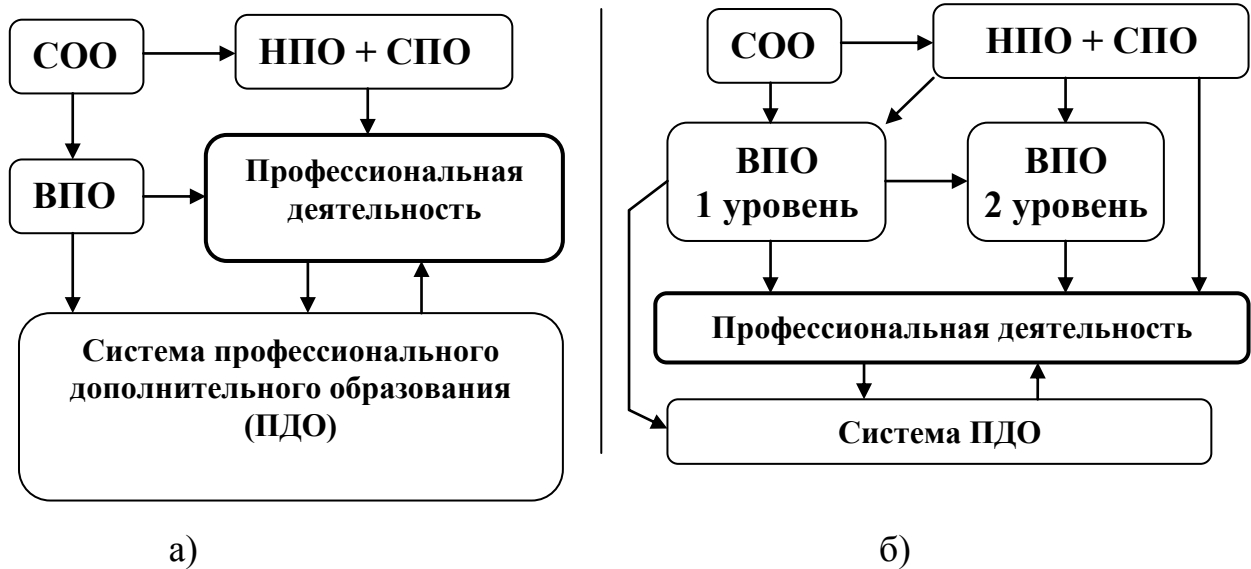 СОО
НПО + СПО
ВПО
Профессиональная
деятельность
Система профессионального
дополнительного образования
(ПДО)
а)
СОО
НПО + СПО
ВПО
1 уровень
ВПО
2 уровень
Профессиональная деятельность
Система ПДО
б)